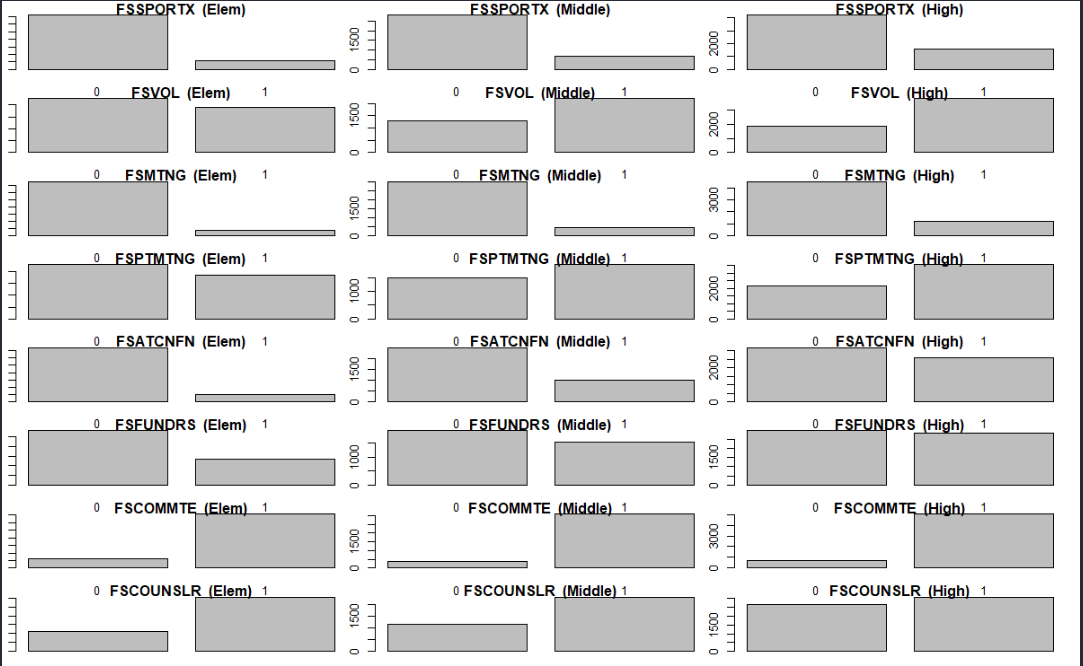 FSSPORTX (Elem) FSSPORTX (Middle) FSSPORTX (High)
0 1500 0 2000
0 FSVOL (Elem) 1 0 FSVOL (Middle) 1 0 FSVOL (High) 1
0 1500 0 2000
0 FSMTNG (Elem) 1 0 FSMTNG (Middle) 1 0 FSMTNG (High) 1
0 1500 0 3000
0 FSPTMTNG (Elem) 1 0 FSPTMTNG (Middle) 1 0 FSPTMTNG (High) 1
0 1000 0 2000
0 FSATCNFN (Elem) 1 0 FSATCNFN (Middle) 1 0 FSATCNFN (High) 1
0 1500 0 2000
0 FSFUNDRS (Elem) 1 0 FSFUNDRS (Middle) 1 0 FSFUNDRS (High) 1
0 1000 0 1500
0 FSCOMMTE (Elem) 1 0 FSCOMMTE (Middle) 1 0 FSCOMMTE (High) 1
0 1500 0 3000
0 FSCOUNSLR (Elem) 1 0 FSCOUNSLR (Middle) 1 0 FSCOUNSLR (High) 1
0 1500 0 1500